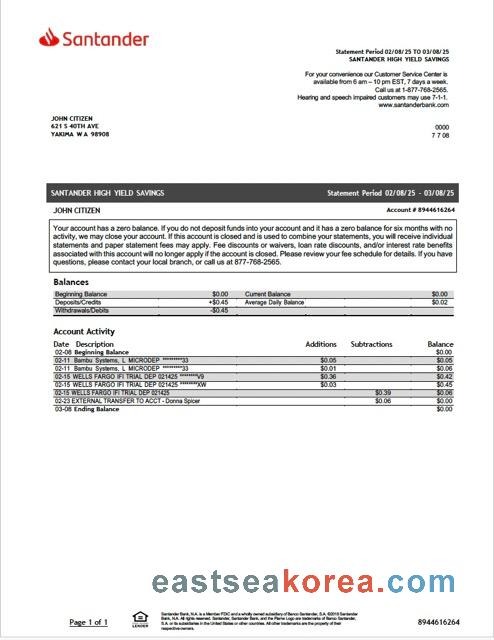 Santander
Statement Period 02/08/25 TO 03/08/25
SANTANDER HIGH YIELD SAVINGS
For your convenience our Customer Service Center is
available from 6 am – 10 pm EST, 7 days a week.
Call us at 1-877-768-2565.
Hearing and speech impaired customers may use 7-1-1.
www.santanderbank.com
JOHN CITIZEN
621 S 40TH AVE
YAKIMA WA 98908
0000
7 7 08
SANTANDER HIGH YIELD SAVINGS Statement Period 02/08/25 - 03/08/25
JOHN CITIZEN Account # 8944616264
Your account has a zero balance. If you do not deposit funds into your account and it has a zero balance for six months with no
activity, we may close your account. If this account is closed and is used to combine your statements, you will receive individual
statements and paper statement fees may apply. Fee discounts or waivers, loan rate discounts, and/or interest rate benefits
associated with this account will no longer apply if the account is closed. Please review your fee schedule for details. If you have
questions, please contact your local branch, or call us at 877-768-2565.
Balances
Beginning Balance $0.00 Current Balance $0.00
Deposits/Credits +$0.45 Average Daily Balance $0.02
Withdrawals/Debits -$0.45
Account Activity
Date Description Additions Subtractions Balance
02-08 Beginning Balance $0.00
02-11 Bambu Systems, L MICRODEP *********33 $0.05 $0.05
02-11 Bambu Systems, L MICRODEP *********33 $0.01 $0.06
02-15 WELLS FARGO IFI TRIAL DEP 021425 ********V9 $0.36 $0.42
02-15 WELLS FARGO IFI TRIAL DEP 021425 ********XW $0.03 $0.45
02-15 WELLS FARGO IFI TRIAL DEP 021425 $0.39 $0.06
02-23 EXTERNAL TRANSFER TO ACCT - Donna Spicer $0.06 $0.00
03-08 Ending Balance $0.00
eastseakorea.com
Page 1 of 1
LENDER
Santander Bank, N.A. is a Member FDIC and a wholly owned subsidiary of Banco Santander, S.A. ©2015 Santander
Bank, N.A. All rights reserved. Santander, Santander Bank, and the Flame Logo are trademarks of Banco Santander,
S.A. or its subsidiaries in the United States or other countries. All other trademarks are the property of their
respective owners.
8944616264